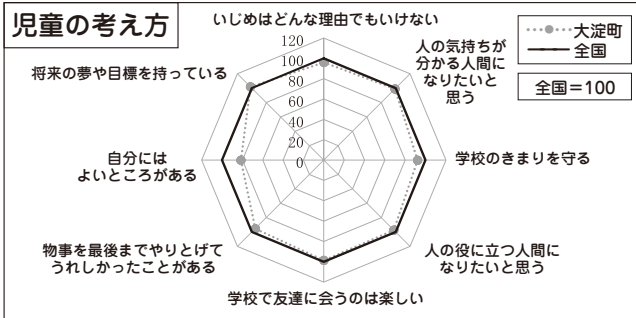 児童の考え方
いじめはどんな理由でもいけない
大淀町
全国
全国=100
人の気持ちが
分かる人間に
なりたいと
思う
学校のきまりを守る
人の役に立つ人間に
なりたいと思う
学校で友達に会うのは楽しい
物事を最後までやりとげて
うれしかったことがある
自分には
よいところがある
将来の夢や目標を持っている
120
100
80
60
40
20
0